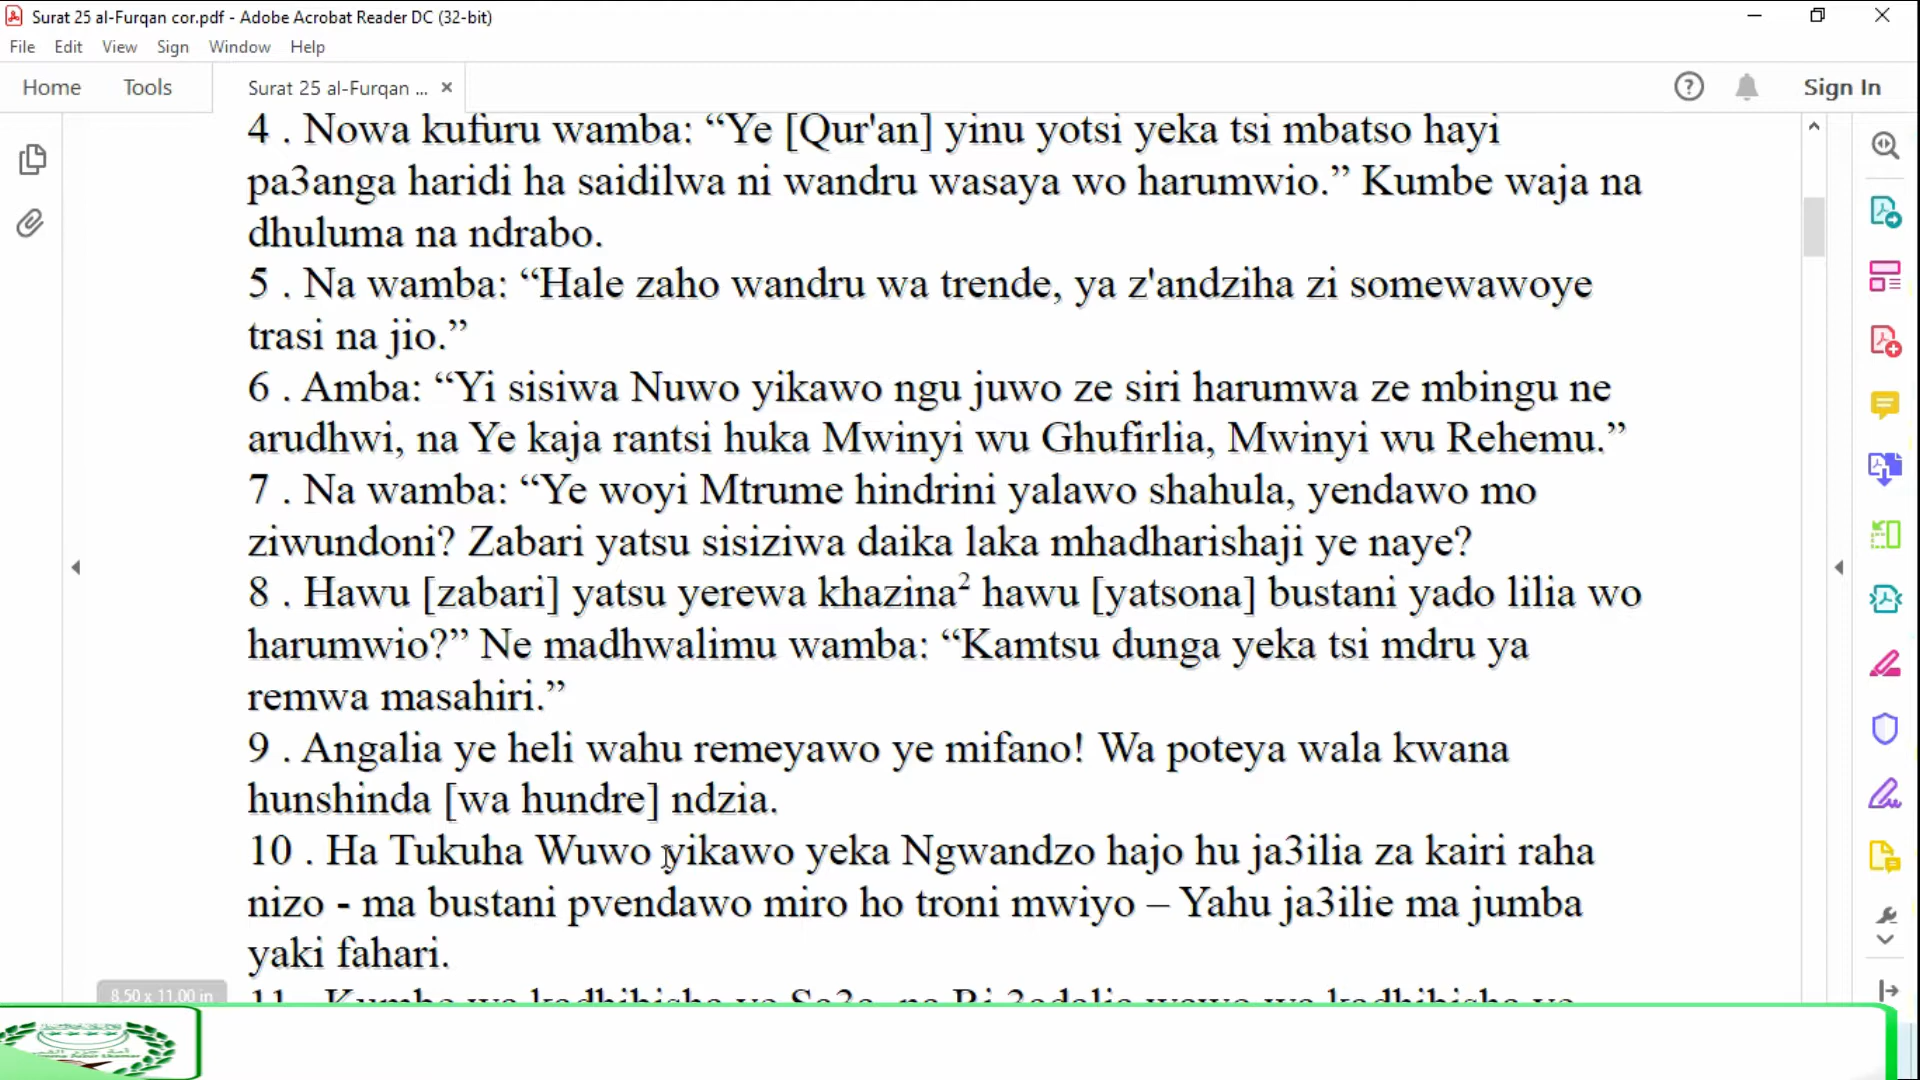 Surat 25 al-Furqan cor.pdf - Adobe Acrobat Reader DC (32-bit)
File Edit View Sign Window Help
Home Tools Surat 25 al-Furqan ... × Sign In
4 . Nowa kufuru wamba: “Ye [Qur'an] yinu yotsi yeka tsi mbatso hayi
pa3anga haridi ha saidilwa ni wandru wasaya wo harumwio.” Kumbe waja na
dhuluma na ndrabo.
5 . Na wamba: “Hale zaho wandru wa trende, ya z'andziha zi somewawoye
trasi na jio.”
6 . Amba: “Yi sisiwa Nuwo yikawo ngu juwo ze siri harumwa ze mbingu ne
arudhwi, na Ye kaja rantsi huka Mwinyi wu Ghufirlia, Mwinyi wu Rehemu.”
7 . Na wamba: “Ye woyi Mtrume hindrini yalawo shahula, yendawo mo
ziwundoni? Zabari yatsu sisiziwa daika laka mhadharishaji ye naye?
8 . Hawu [zabari] yatsu yerewa khazina² hawu [yatsona] bustani yado lilia wo
harumwio?” Ne madhwalimu wamba: “Kamtsu dunga yeka tsi mdru ya
remwa masahiri.”
9 . Angalia ye heli wahu remeyawo ye mifano! Wa poteya wala kwana
hunshinda [wa hundre] ndzia.
10 . Ha Tukuha Wuwo yikawo yeka Ngwandzo hajo hu ja3ilia za kairi raha
nizo - ma bustani pvendawo miro ho troni mwiyo – Yahu ja3ilie ma jumba
yaki fahari.
8.50 x 11.00 in